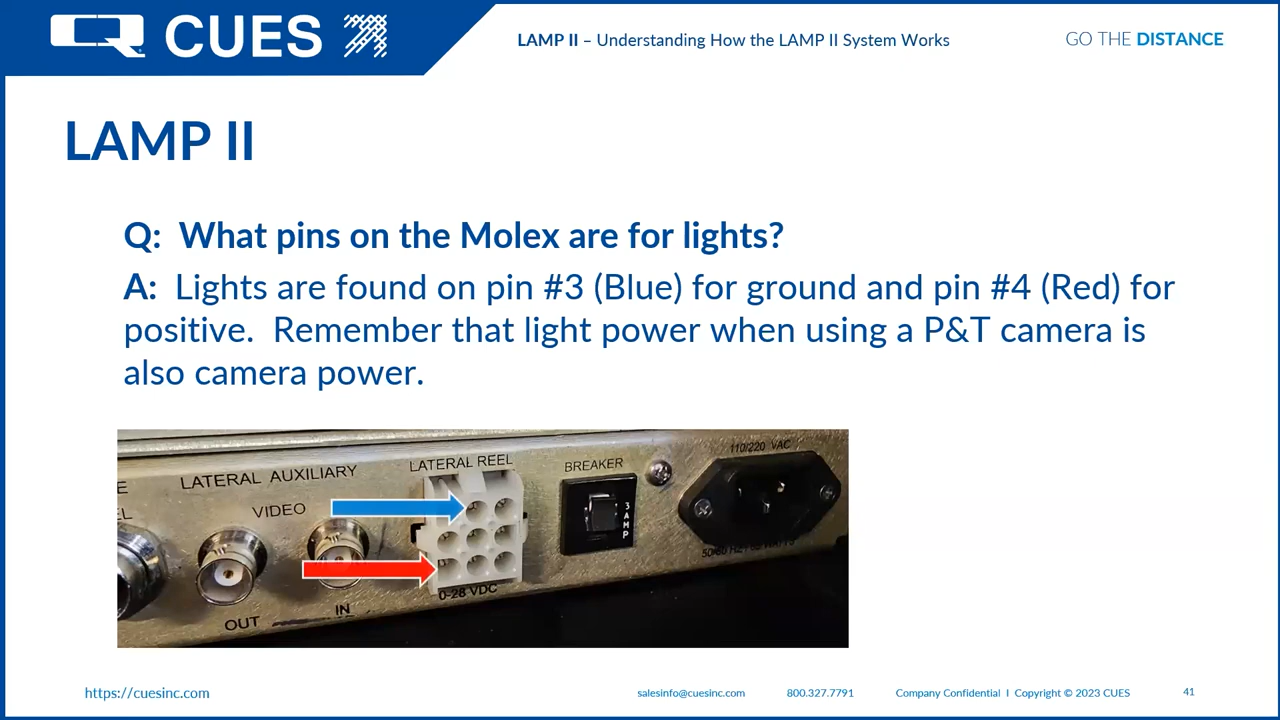 CUES
LAMP II – Understanding How the LAMP II System Works
GO THE DISTANCE
LAMP II
Q: What pins on the Molex are for lights?
A: Lights are found on pin #3 (Blue) for ground and pin #4 (Red) for
positive. Remember that light power when using a P&T camera is
also camera power.
LATERAL AUXILIARY
VIDEO
OUT
IN
LATERAL REEL
0-28 VDC
BREAKER
3 AMP
110/220 VAC
50/60 HZ
https://cuesinc.com
salesinfo@cuesinc.com
800.327.7791
Company Confidential I Copyright © 2023 CUES
41